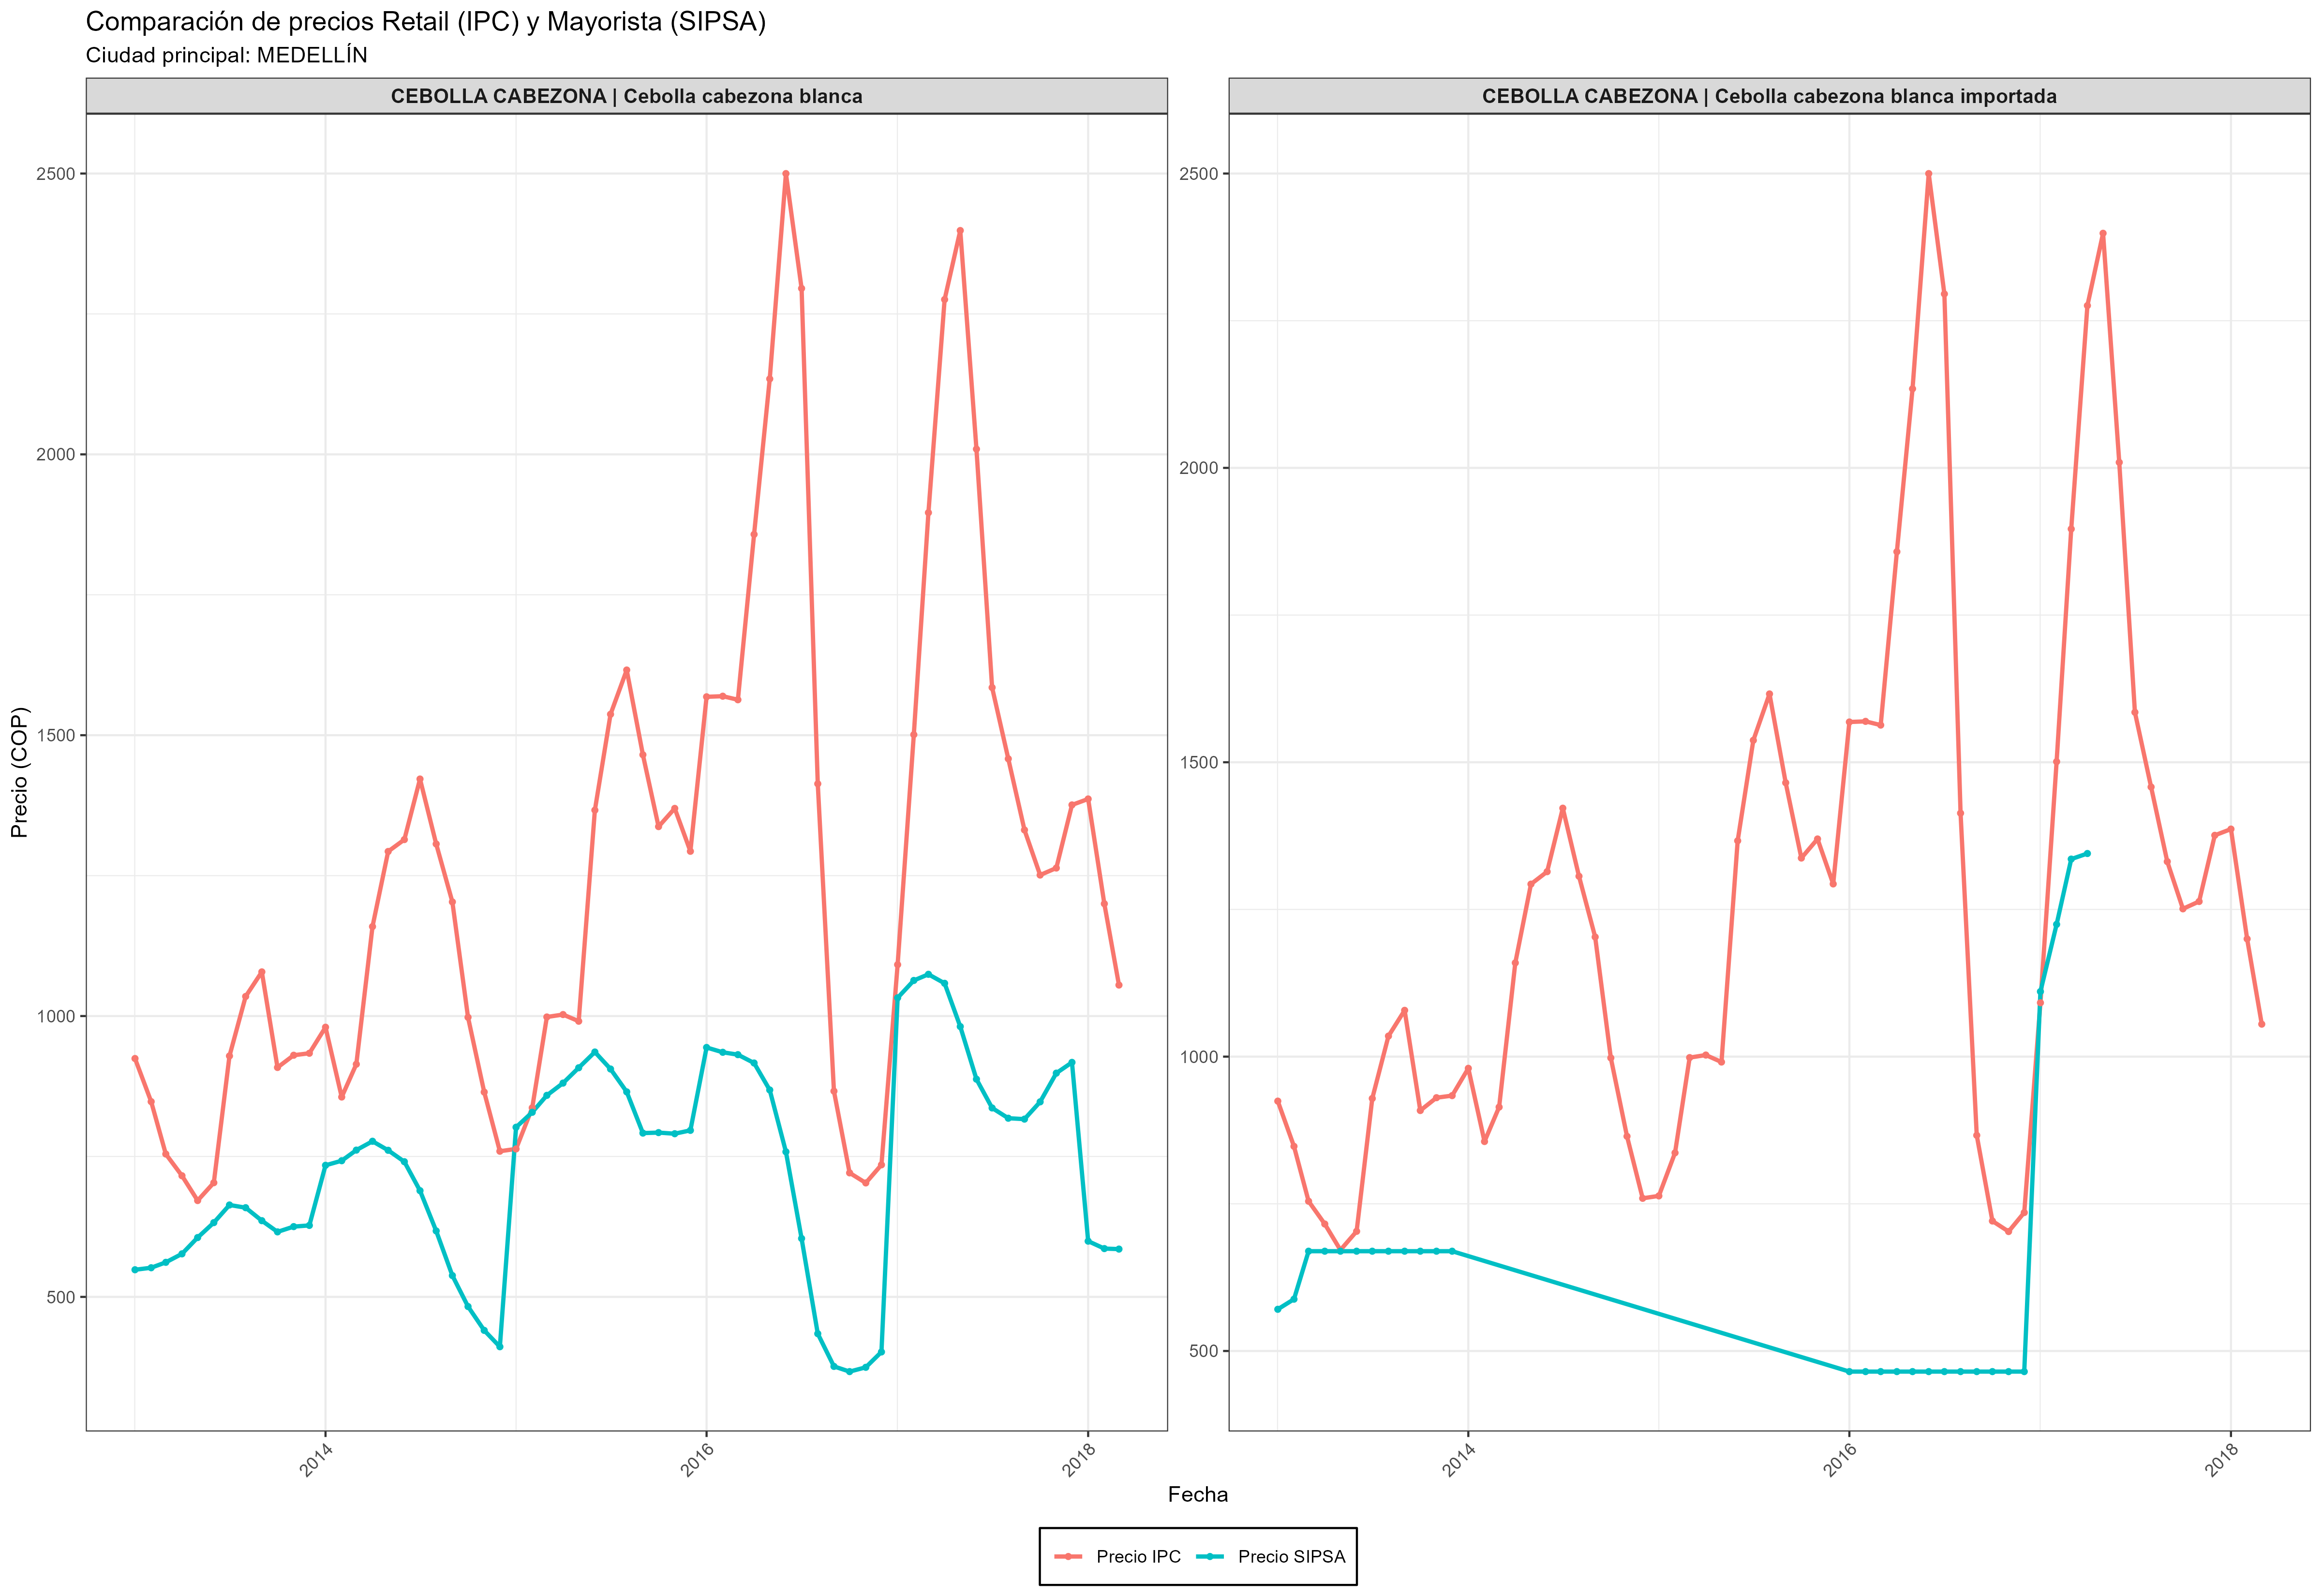 Comparación de precios Retail (IPC) y Mayorista (SIPSA)
Ciudad principal: MEDELLÍN
CEBOLLA CABEZONA | Cebolla cabezona blanca
CEBOLLA CABEZONA | Cebolla cabezona blanca importada
Precio (COP)
2500
2000
1500
1000
500
2500
2000
1500
1000
500
2014
2016
2018
2014
2016
2018
Fecha
Precio IPC
Precio SIPSA